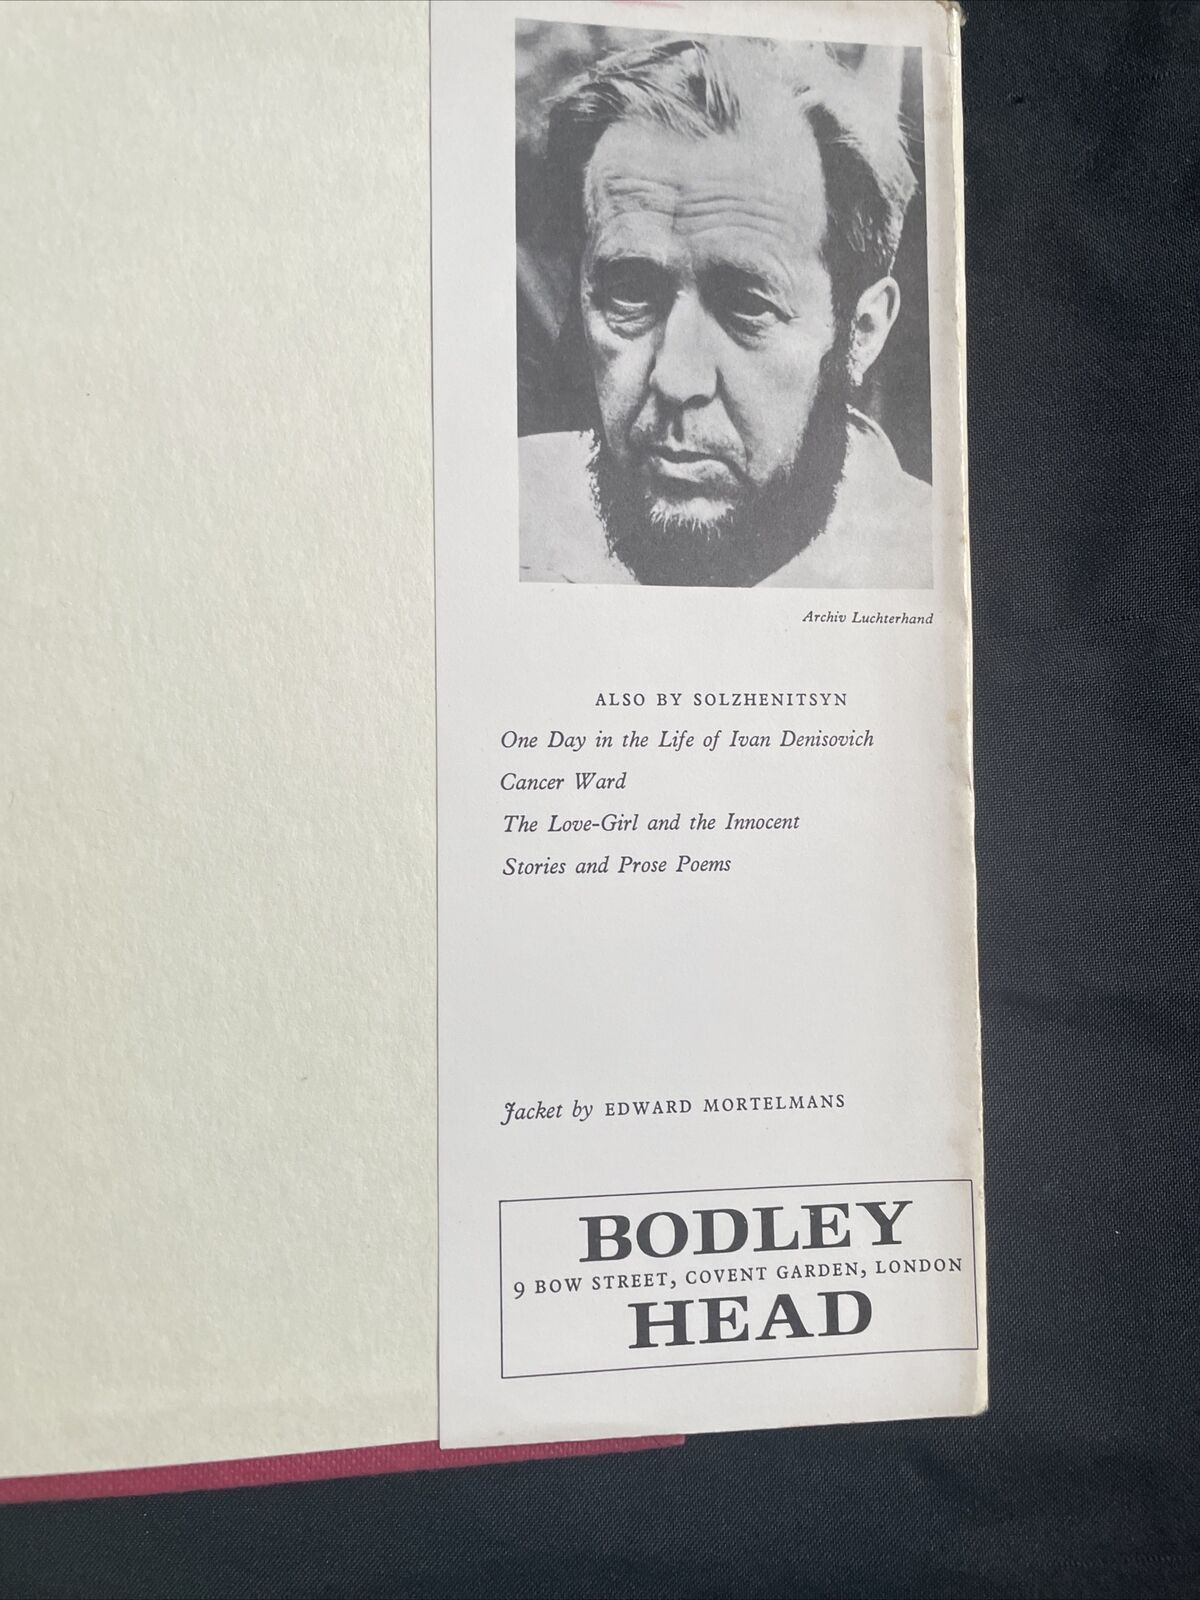 Archiv Luchterhand
ALSO BY SOLZHENITSYN
One Day in the Life of Ivan Denisovich
Cancer Ward
The Love-Girl and the Innocent
Stories and Prose Poems
Jacket by EDWARD MORTELMANS
BODLEY
9 BOW STREET, COVENT GARDEN, LONDON
HEAD